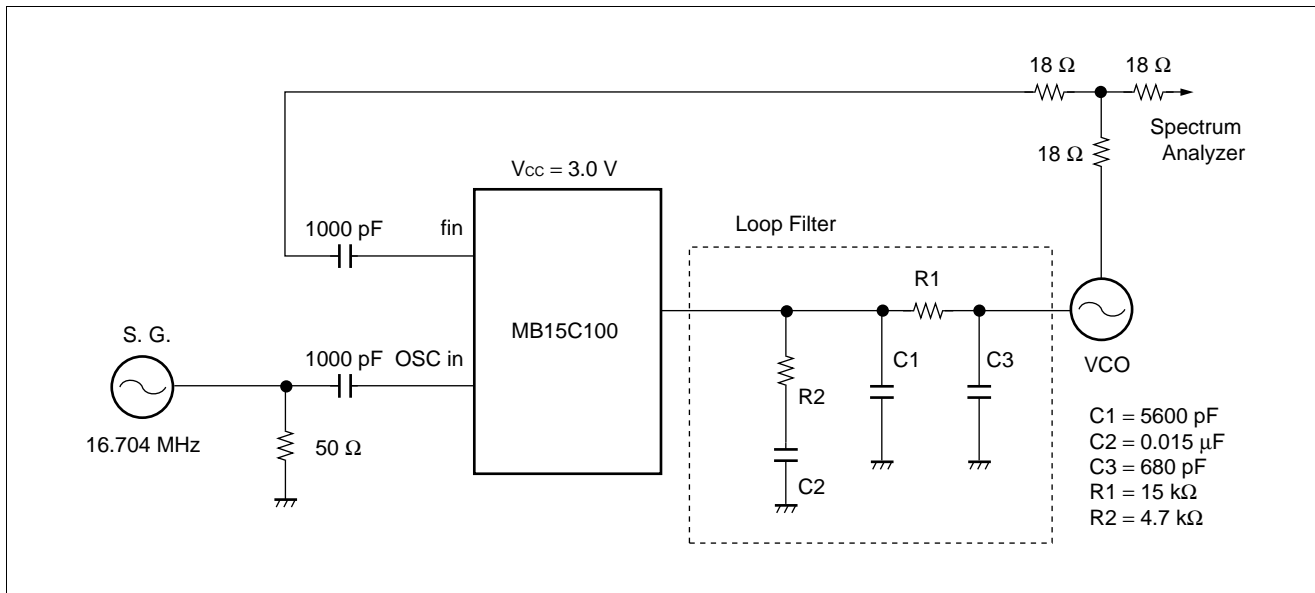 18 Ω
18 Ω
Spectrum
Analyzer
18 Ω
Vcc = 3.0 V
1000 pF
fin
Loop Filter
R1
MB15C100
S. G.
1000 pF
OSC in
C1
C3
VCO
R2
16.704 MHz
50 Ω
C2
C1 = 5600 pF
C2 = 0.015 μF
C3 = 680 pF
R1 = 15 kΩ
R2 = 4.7 kΩ